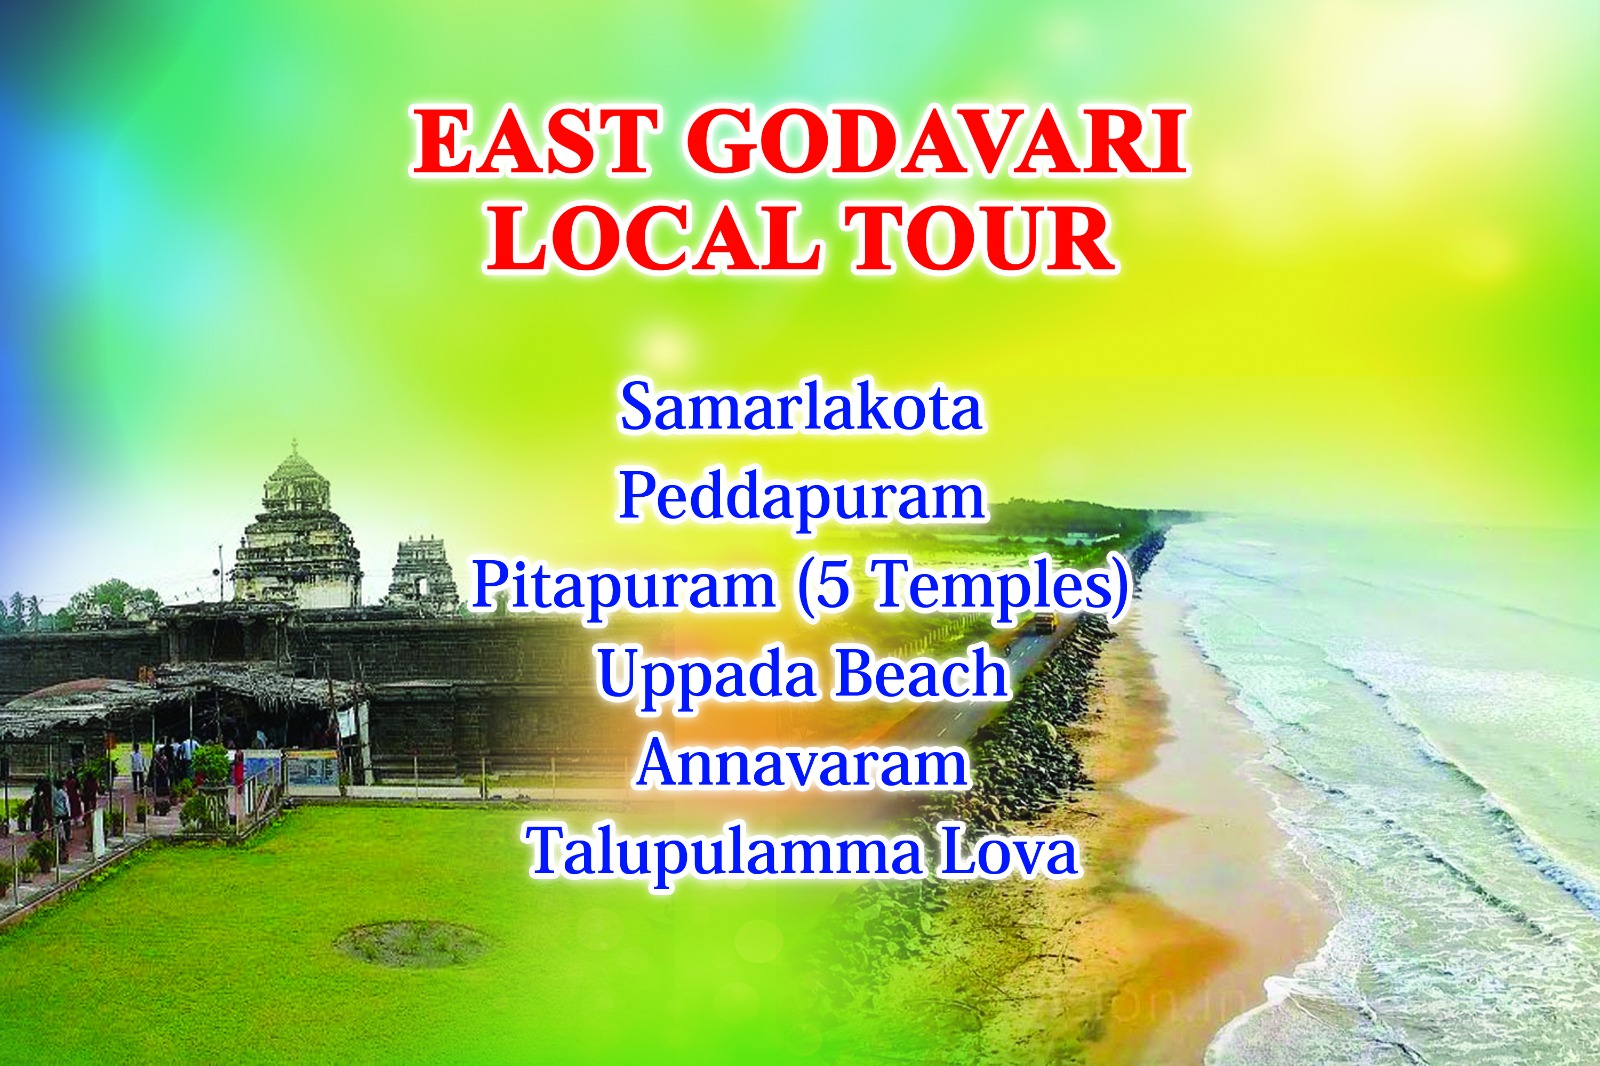 EAST GODAVARI
LOCAL TOUR
Samarlakota
Peddapuram
Pitapuram (5 Temples)
Uppada Beach
Annavaram
Talupulamma Lova